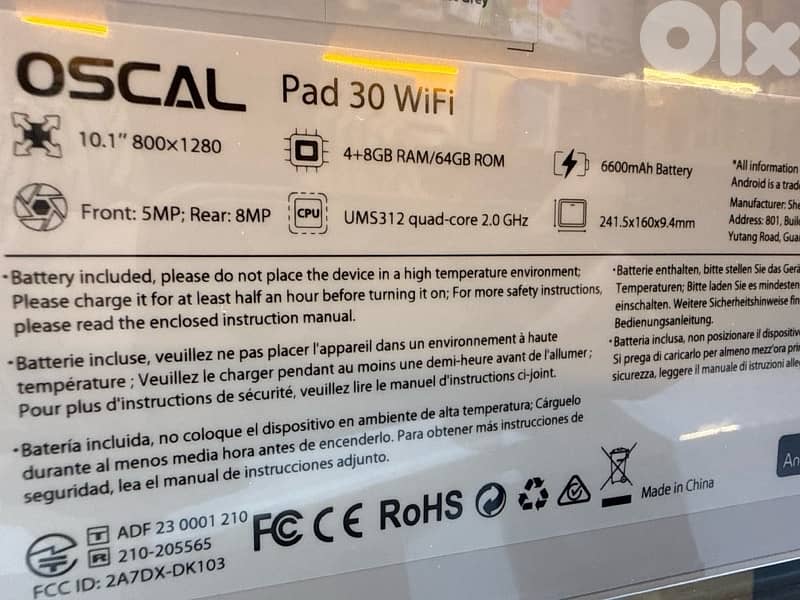 Olx
OSCAL Pad 30 WiFi
10.1" 800×1280
4+8GB RAM/64GB ROM
6600mAh Battery
Front: 5MP; Rear: 8MP
CPU
UMS312 quad-core 2.0 GHz
241.5x160x9.4mm
*All information
Android is a trad
Manufacturer: She
Address: 801, Buil
Yutang Road, Gua
·Battery included, please do not place the device in a high temperature environment;
Please charge it for at least half an hour before turning it on; For more safety instructions,
please read the enclosed instruction manual.
·Batterie incluse, veuillez ne pas placer l'appareil dans un environnement à haute
température ; Veuillez le charger pendant au moins une demi-heure avant de l'allumer ;
Pour plus d'instructions de sécurité, veuillez lire le manuel d'instructions ci-joint.
·Batería incluida, no coloque el dispositivo en ambiente de alta temperatura; Cárguelo
durante al menos media hora antes de encenderlo. Para obtener más instrucciones de
seguridad, lea el manual de instrucciones adjunto.
·Batterie enthalten, bitte stellen Sie das Gerä
Temperaturen; Bitte laden Sie es mindesten
einschalten. Weitere Sicherheitshinweise fin
Bedienungsanleitung.
·Batteria inclusa, non posizionare il dispositivo
Si prega di caricarlo per almeno mezz'ora pri
sicurezza, leggere il manuale di istruzioni alle
An
T ADF 23 0001 210
R 210-205565
FCC ID: 2A7DX-DK103
FC CE RoHS
Made in China